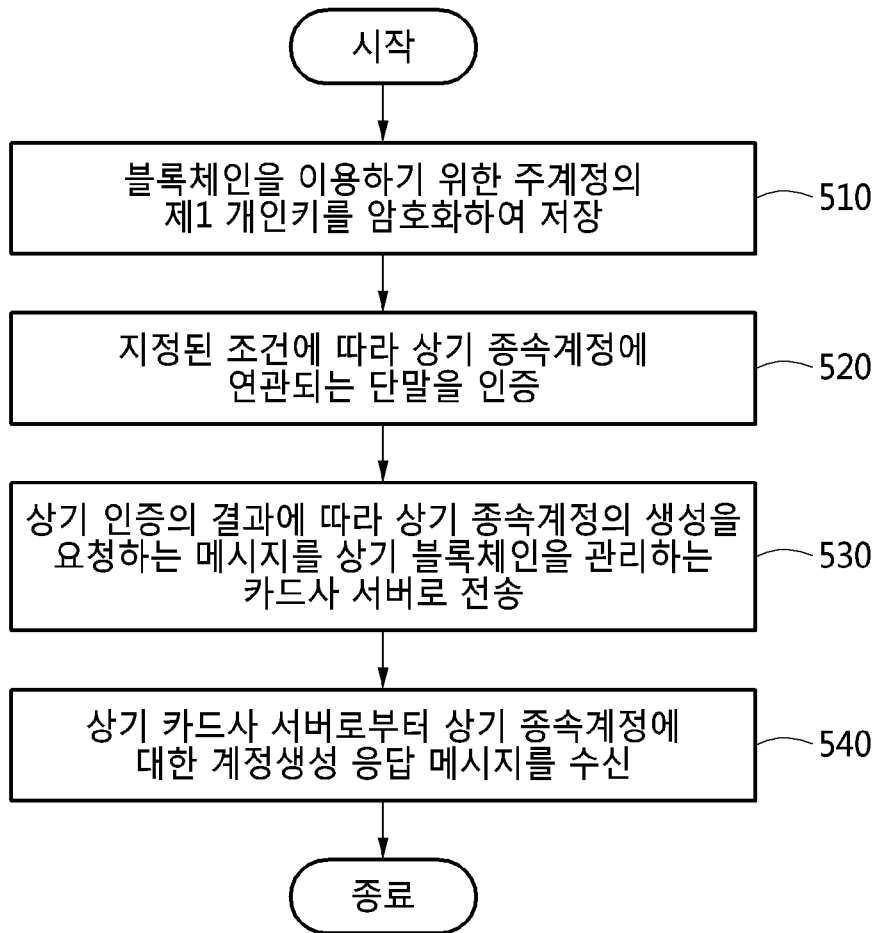 시작
블록체인을 이용하기 위한 주계정의
제1 개인키를 암호화하여 저장
510
지정된 조건에 따라 상기 종속계정에
연관되는 단말을 인증
520
상기 인증의 결과에 따라 상기 종속계정의 생성을
요청하는 메시지를 상기 블록체인을 관리하는
카드사 서버로 전송
530
상기 카드사 서버로부터 상기 종속계정에
대한 계정생성 응답 메시지를 수신
540
종료